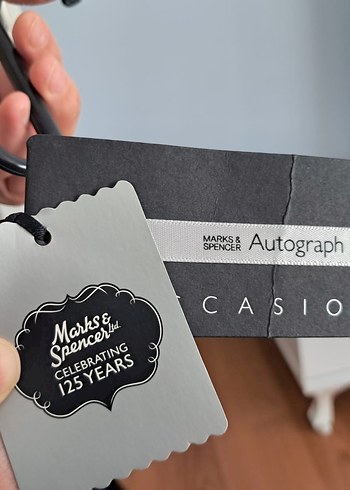 MARKS &
SPENCER Autograph
CASIO
Marks &
Spencer Ltd.
CELEBRATING
125 YEARS